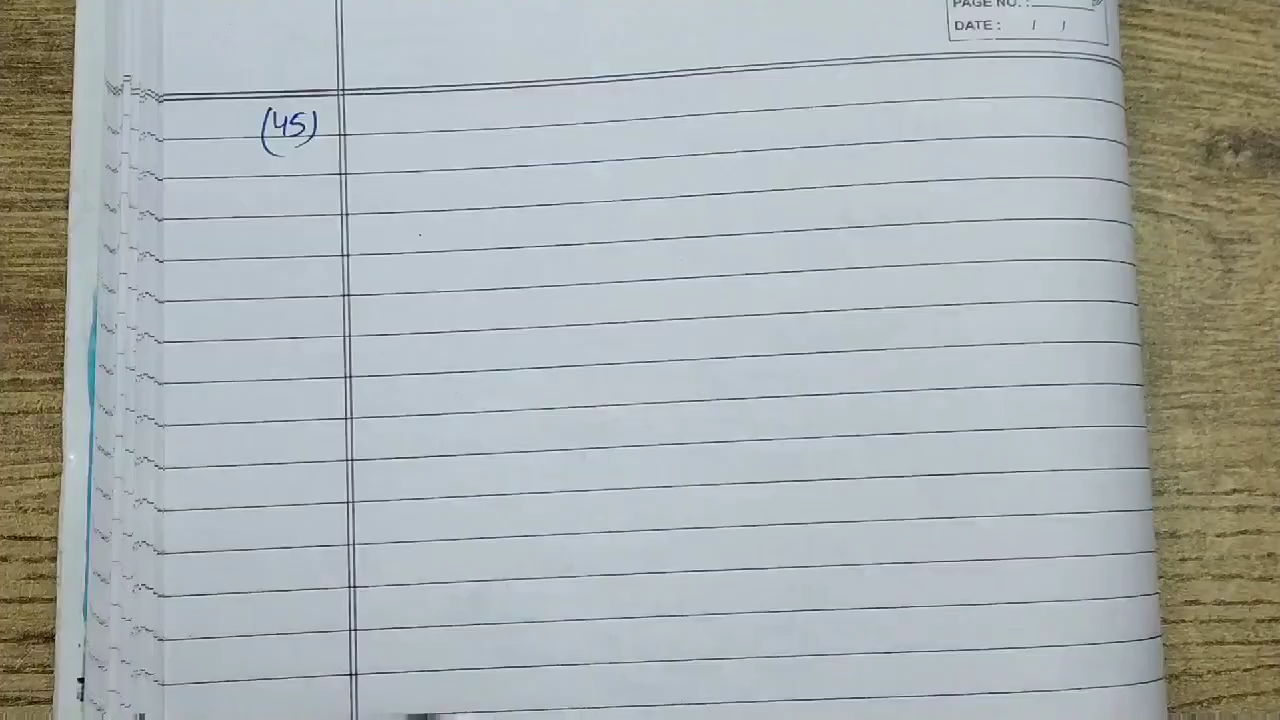 PAGE NO. :
DATE : / /
(45)